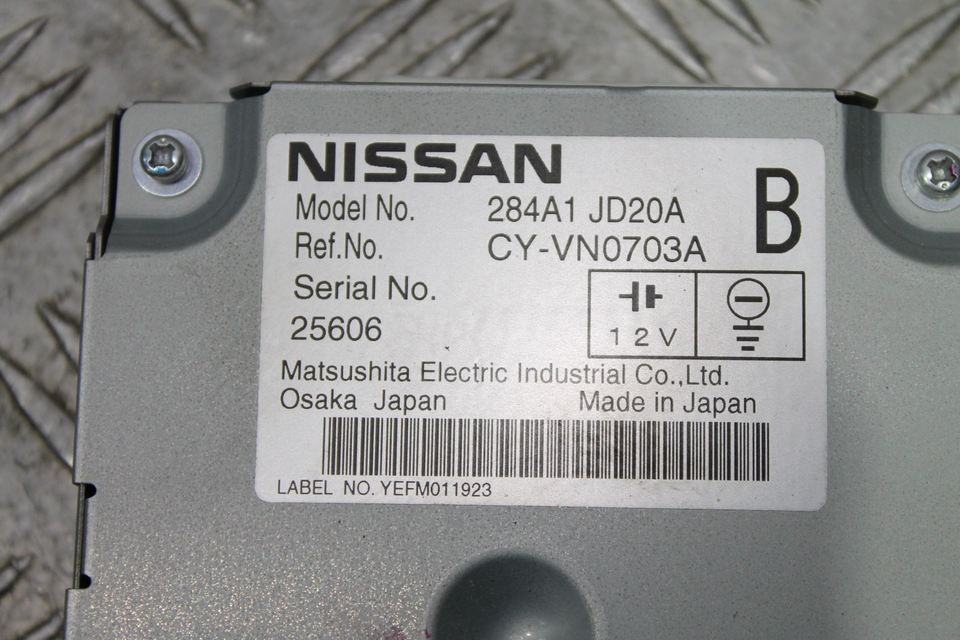 NISSAN
B
Model No. 284A1 JD20A
Ref.No. CY-VN0703A
Serial No.
25606
12V
Matsushita Electric Industrial Co.,Ltd.
Osaka Japan Made in Japan
LABEL NO. YEFM011923